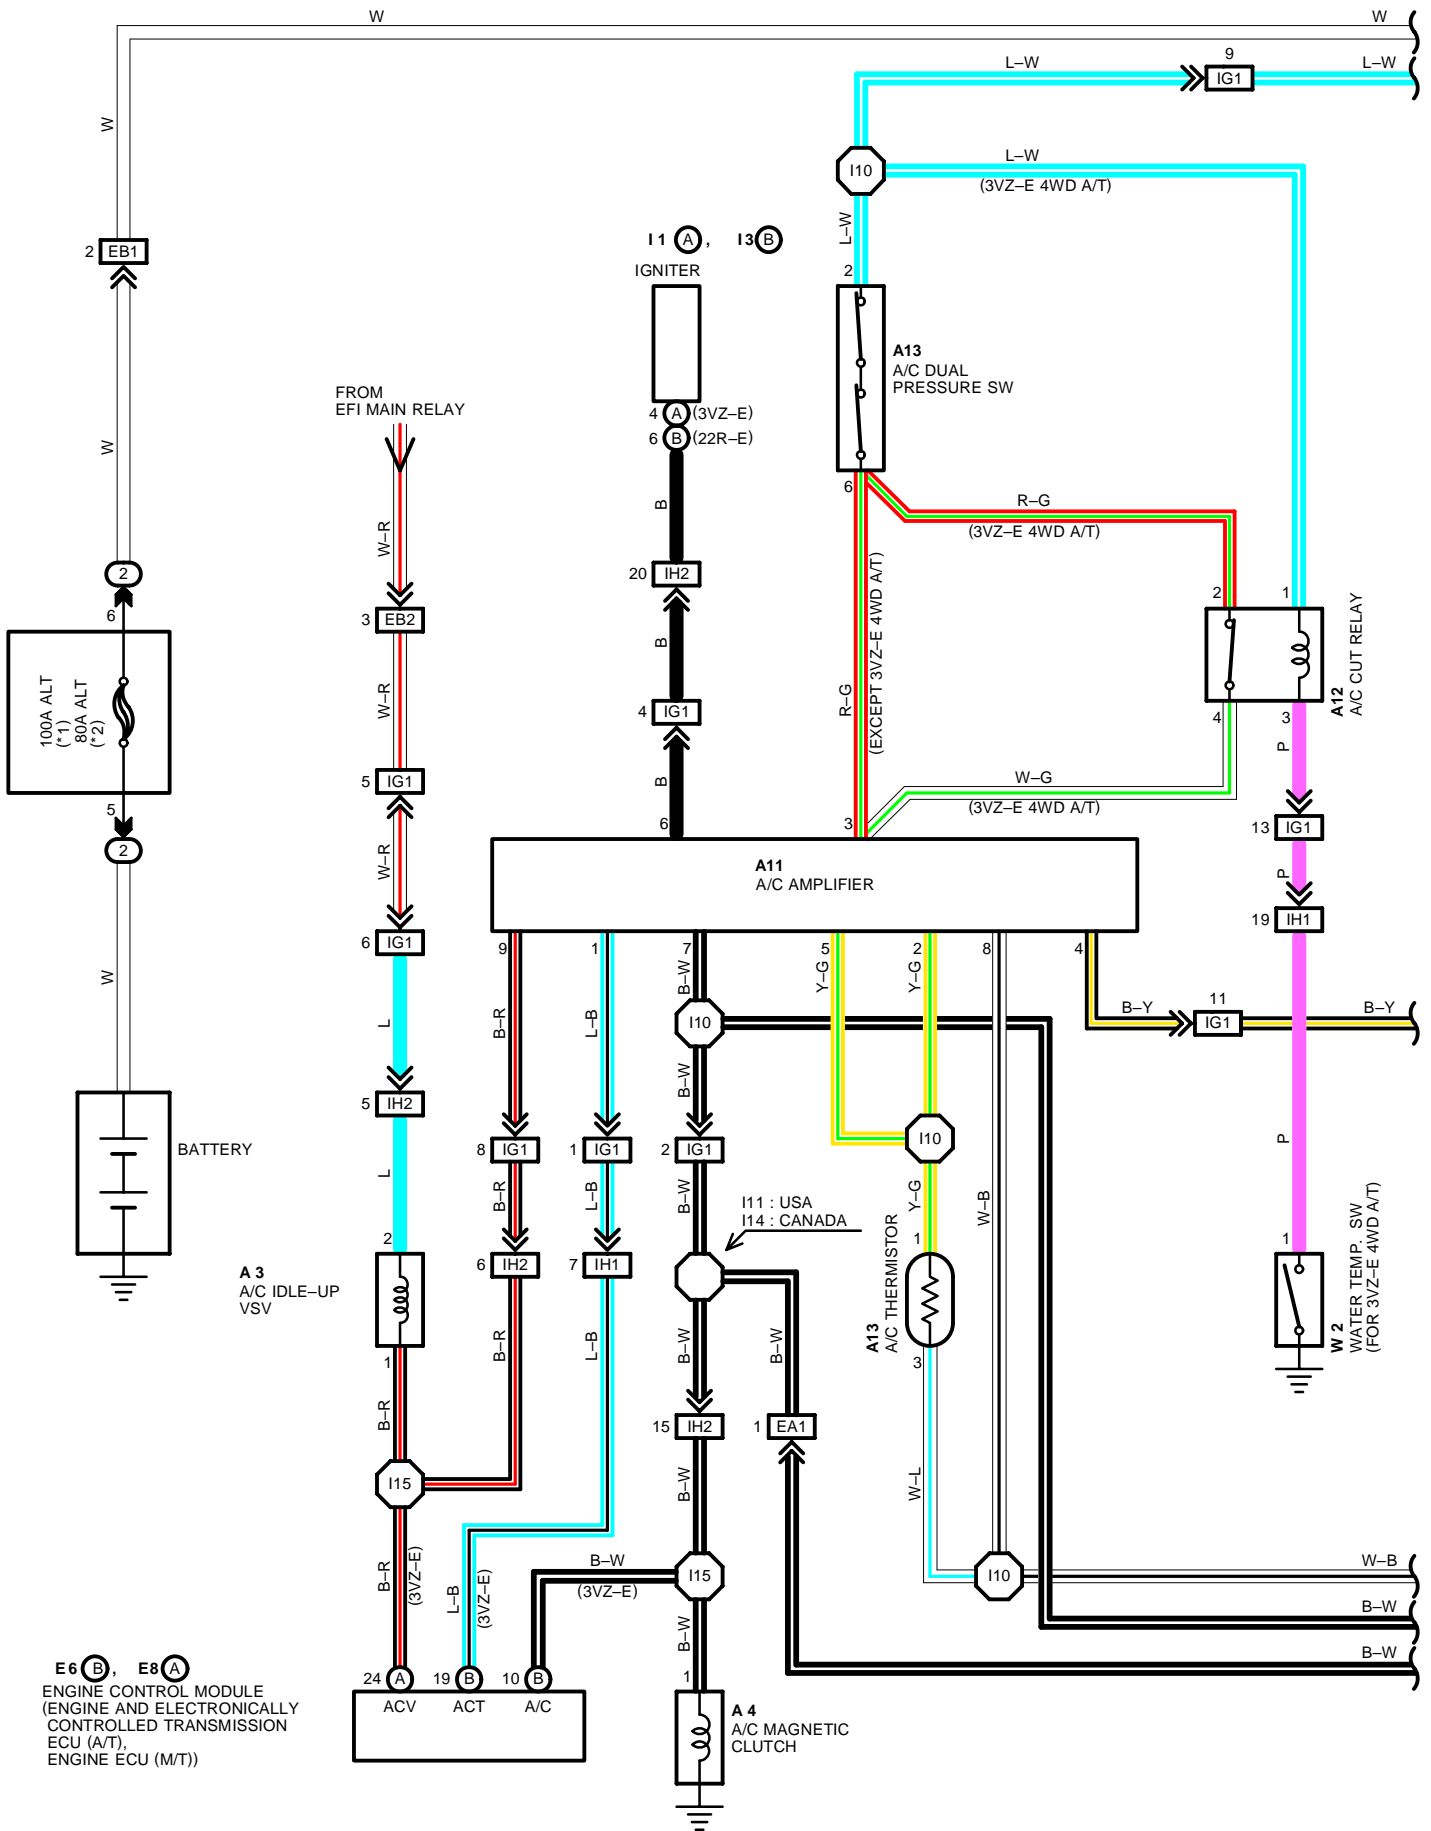 W
W
L–W
9
IG1
L–W
W
I10
L–W
(3VZ–E 4WD A/T)
L–W
2
EB1
I1 A, I3 B
IGNITER
2
A13
A/C DUAL
PRESSURE SW
FROM
EFI MAIN RELAY
4 A (3VZ–E)
6 B (22R–E)
W
6
R–G
(3VZ–E 4WD A/T)
B
W–R
2
6
20 IH2
2
1
3 EB2
(EXCEPT 3VZ–E 4WD A/T)
A12
A/C CUT RELAY
B
100A ALT
(*1)
80A ALT
(*2)
W–R
R–G
4 IG1
4
3
P
5 IG1
B
W–G
(3VZ–E 4WD A/T)
5
2
6
3
13 IG1
W–R
A11
A/C AMPLIFIER
P
19 IH1
6 IG1
9
1
7
5
2
8
4
W
B–W
Y–G
Y–G
L
B–R
L–B
I10
B–Y
11
IG1
B–Y
B–W
5 IH2
BATTERY
8 IG1
1 IG1
2 IG1
I10
P
L
B–R
L–B
B–W
Y–G
W–B
I11 : USA
I14 : CANADA
2
1
1
A 3
A/C IDLE–UP
VSV
6 IH2
7 IH1
A13
A/C THERMISTOR
W 2
WATER TEMP. SW
(FOR 3VZ–E 4WD A/T)
B–R
L–B
B–W
B–W
1
3
B–R
15 IH2
1 EA1
I15
B–W
W–L
B–R
(3VZ–E)
L–B
(3VZ–E)
B–W
(3VZ–E)
I15
I10
W–B
B–W
B–W
B–W
E6 B, E8 A
ENGINE CONTROL MODULE
(ENGINE AND ELECTRONICALLY
CONTROLLED TRANSMISSION
ECU (A/T),
ENGINE ECU (M/T))
24 A
19 B
10 B
1
ACV
ACT
A/C
A 4
A/C MAGNETIC
CLUTCH